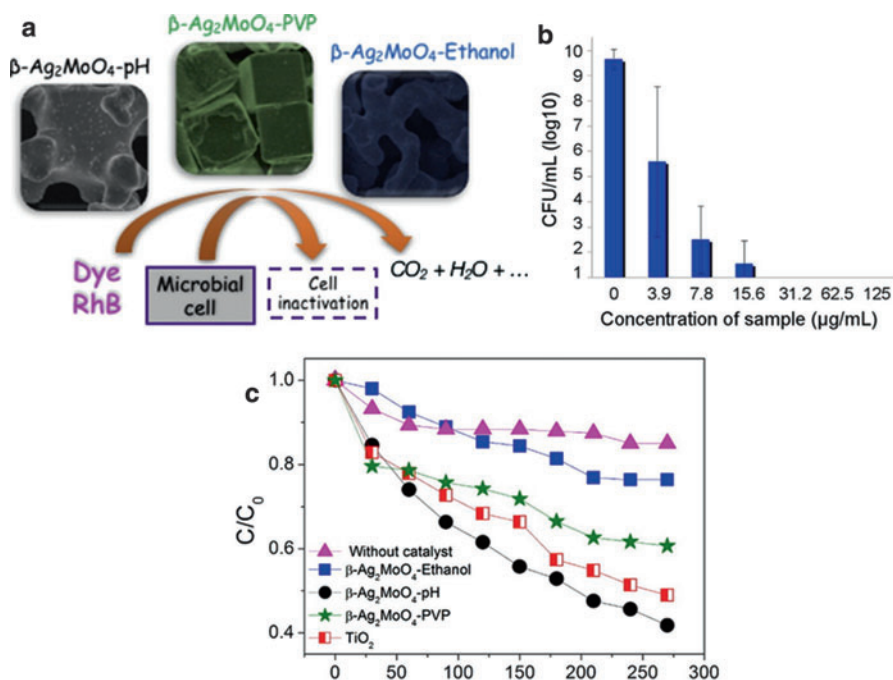 a
β-Ag₂MoO₄-PVP
β-Ag₂MoO₄-pH
β-Ag₂MoO₄-Ethanol
Dye
RhB
Microbial
cell
Cell
inactivation
CO₂ + H₂O + ...
b
CFU/mL (log10)
10
9
8
7
6
5
4
3
2
1
0 3.9 7.8 15.6 31.2 62.5 125
Concentration of sample (µg/mL)
c
C/C₀
1.0
0.8
0.6
0.4
Without catalyst
β-Ag₂MoO₄-Ethanol
β-Ag₂MoO₄-pH
β-Ag₂MoO₄-PVP
TiO₂
0 50 100 150 200 250 300